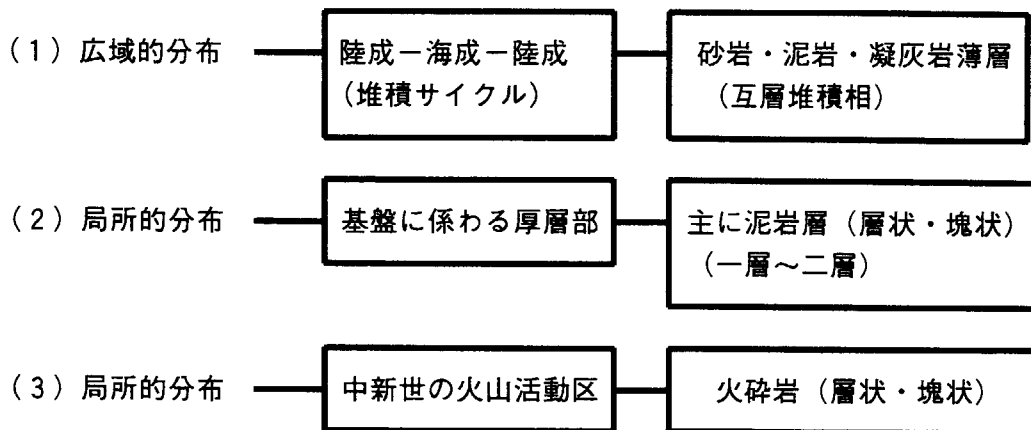 (1)広域的分布
陸成−海成−陸成
(堆積サイクル)
砂岩・泥岩・凝灰岩薄層
(互層堆積相)
(2)局所的分布
基盤に係わる厚層部
主に泥岩層(層状・塊状)
(一層〜二層)
(3)局所的分布
中新世の火山活動区
火砕岩(層状・塊状)